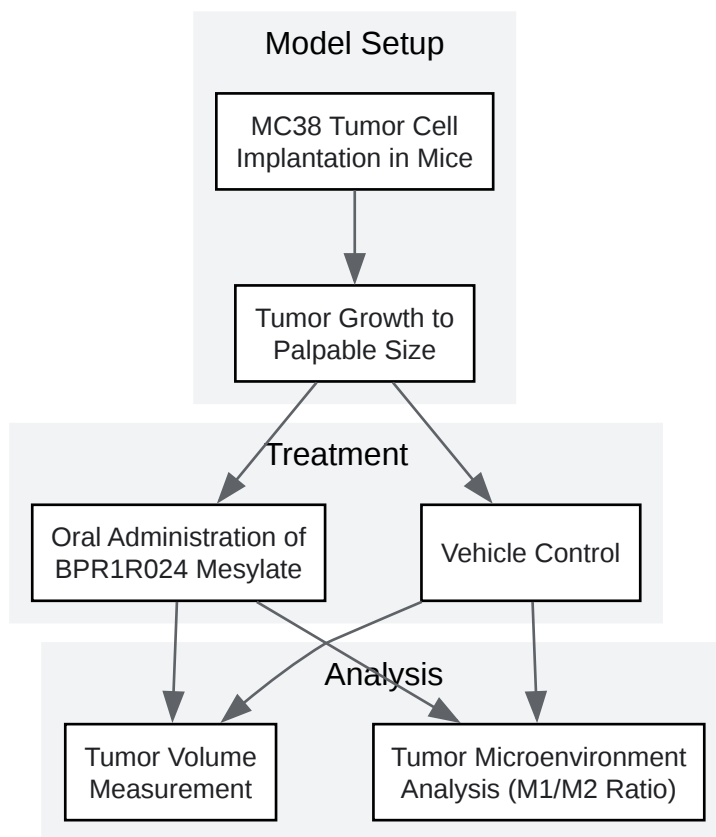 Model Setup
MC38 Tumor Cell
Implantation in Mice
Tumor Growth to
Palpable Size
Treatment
Oral Administration of
BPR1R024 Mesylate
Vehicle Control
Analysis
Tumor Volume
Measurement
Tumor Microenvironment
Analysis (M1/M2 Ratio)